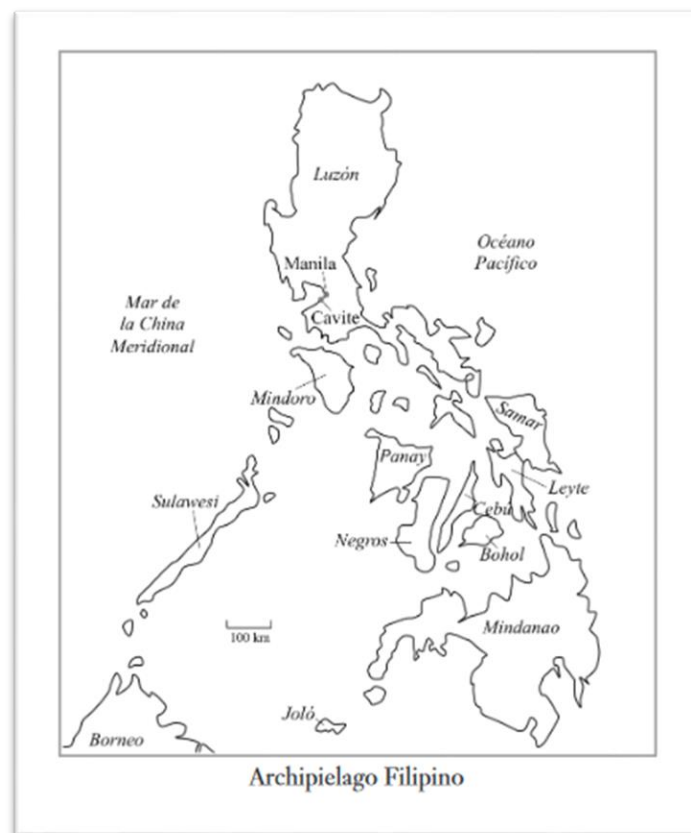 Luzón
Océano
Pacífico
Manila
Mar de
la China
Meridional
Cavite
Mindoro
Samar
Panay
Sulawesi
Leyte
Cebú
Negros
Bohol
100 km
Mindanao
Joló
Borneo
Archipielago Filipino